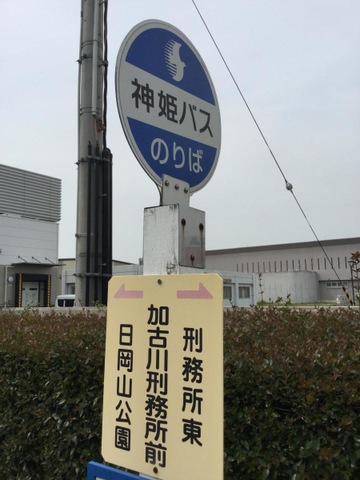 神姫バス
のりば
刑務所東
加古川刑務所前
日岡山公園